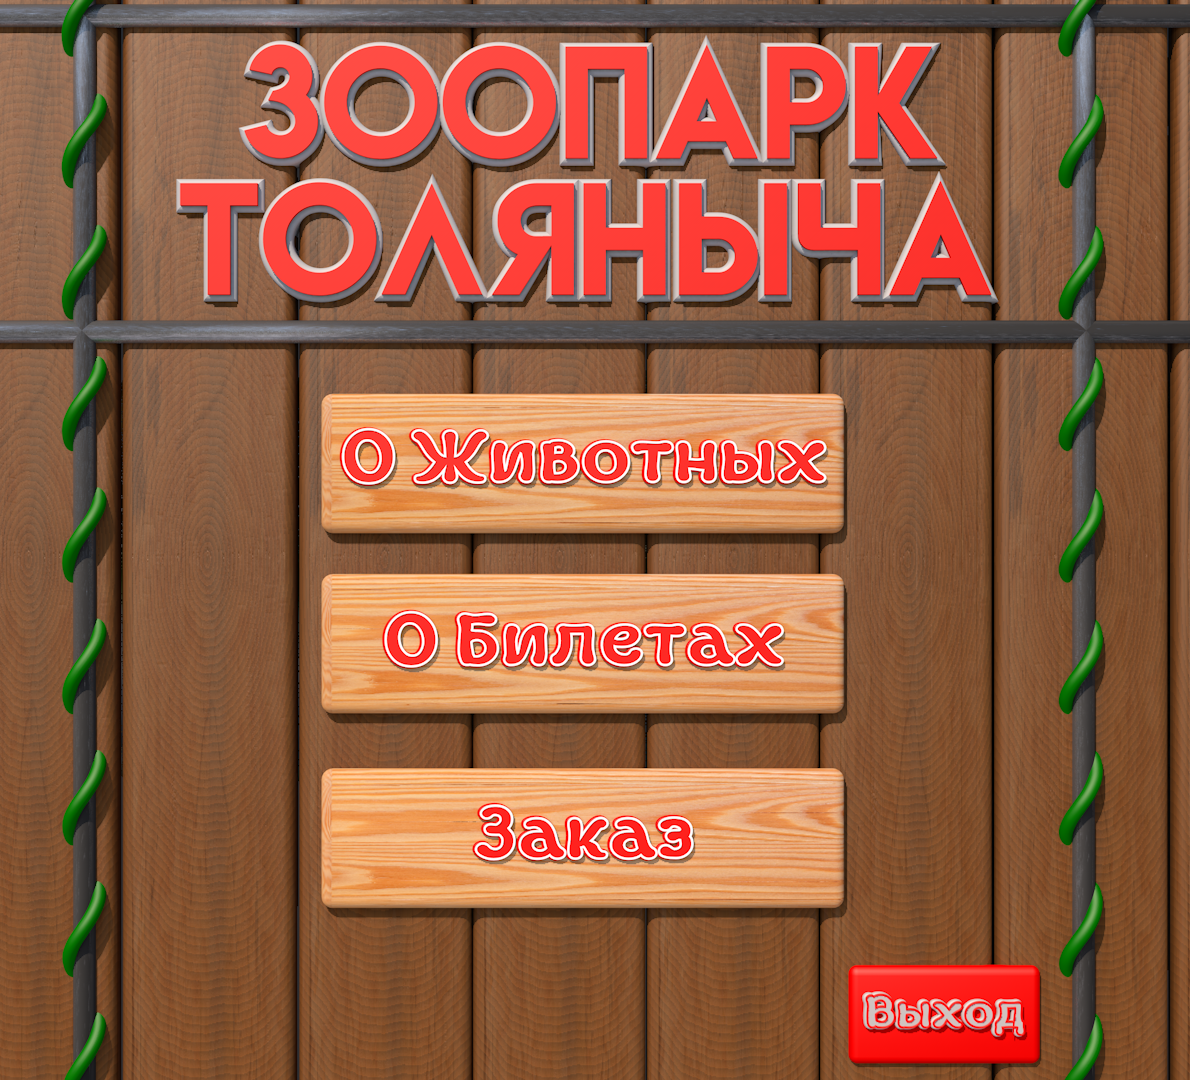 ЗООПАРК
ТОЛЯНЫЧА
О Животных
О Билетах
Заказ
Выход